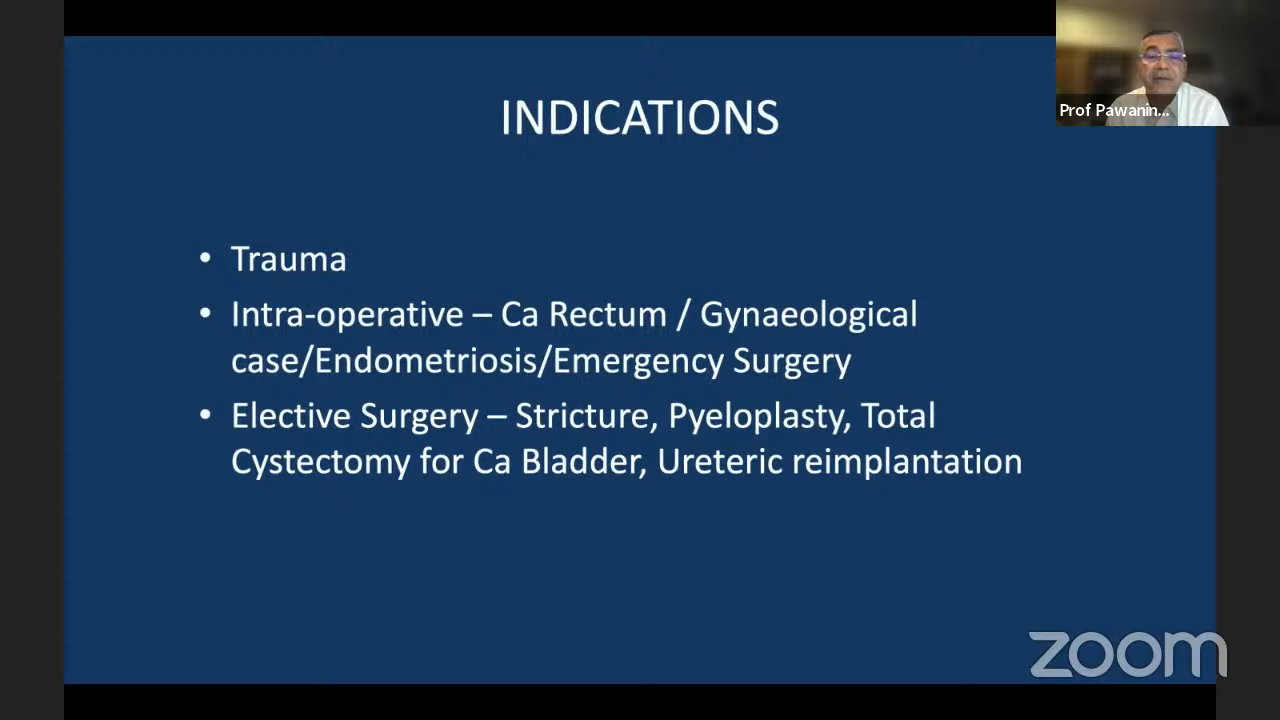 INDICATIONS
Prof Pawanin...
• Trauma
• Intra-operative – Ca Rectum / Gynaeological
case/Endometriosis/Emergency Surgery
• Elective Surgery – Stricture, Pyeloplasty, Total
Cystectomy for Ca Bladder, Ureteric reimplantation
zoom